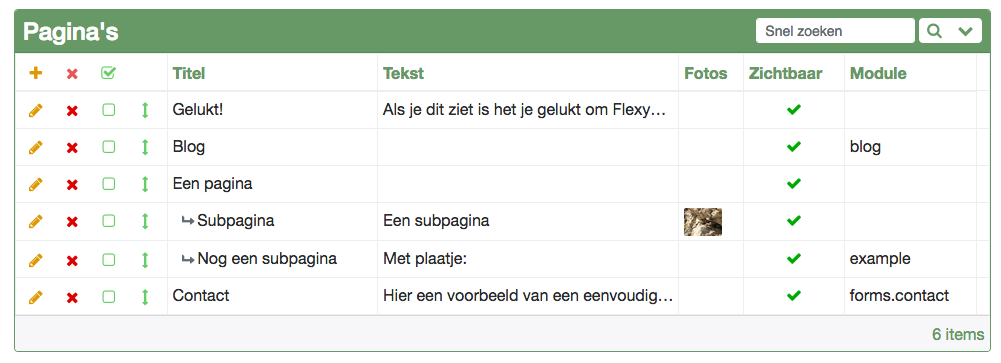 Pagina's Snel zoeken
Titel Tekst Fotos Zichtbaar Module
Gelukt! Als je dit ziet is het je gelukt om Flexy…
Blog blog
Een pagina
Subpagina Een subpagina
Nog een subpagina Met plaatje: example
Contact Hier een voorbeeld van een eenvoudig… forms.contact
6 items